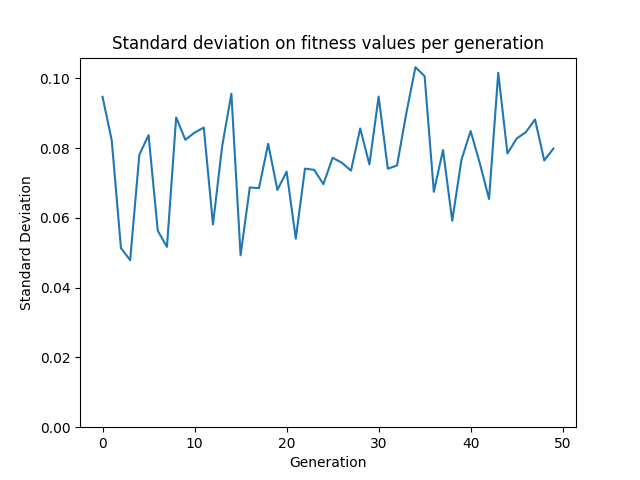 Standard deviation on fitness values per generation
0.10
0.08
0.06
0.04
0.02
0.00
Standard Deviation
0 10 20 30 40 50
Generation